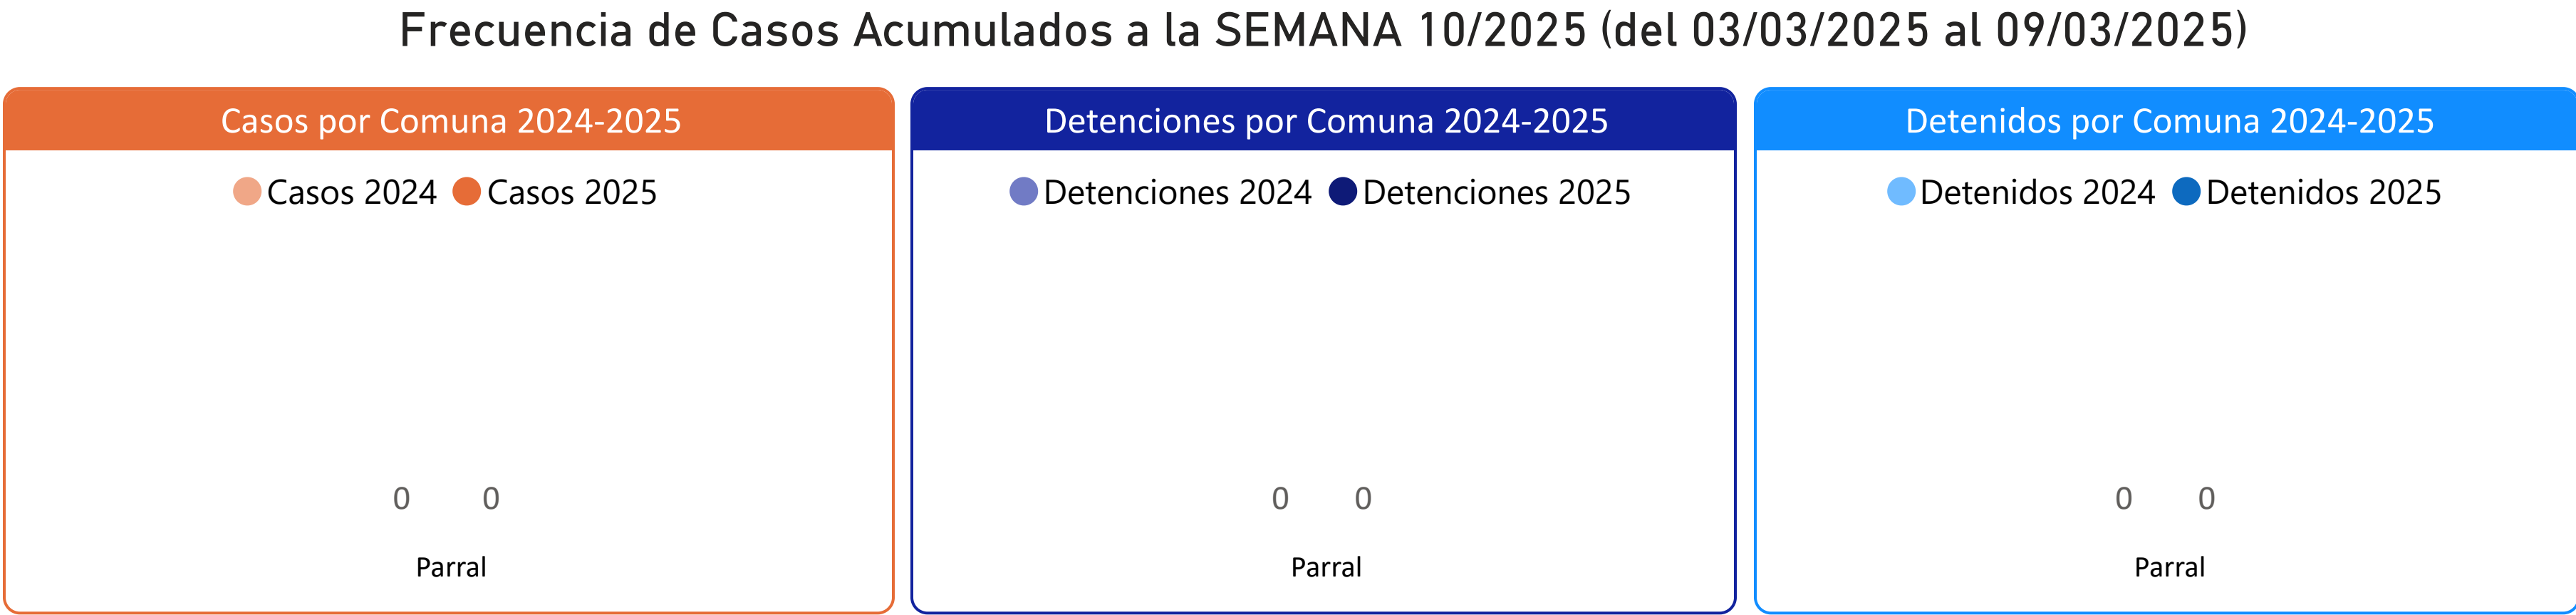 Frecuencia de Casos Acumulados a la SEMANA 10/2025 (del 03/03/2025 al 09/03/2025)
Casos por Comuna 2024-2025
Casos 2024 Casos 2025
0 0
Parral
Detenciones por Comuna 2024-2025
Detenciones 2024 Detenciones 2025
0 0
Parral
Detenidos por Comuna 2024-2025
Detenidos 2024 Detenidos 2025
0 0
Parral